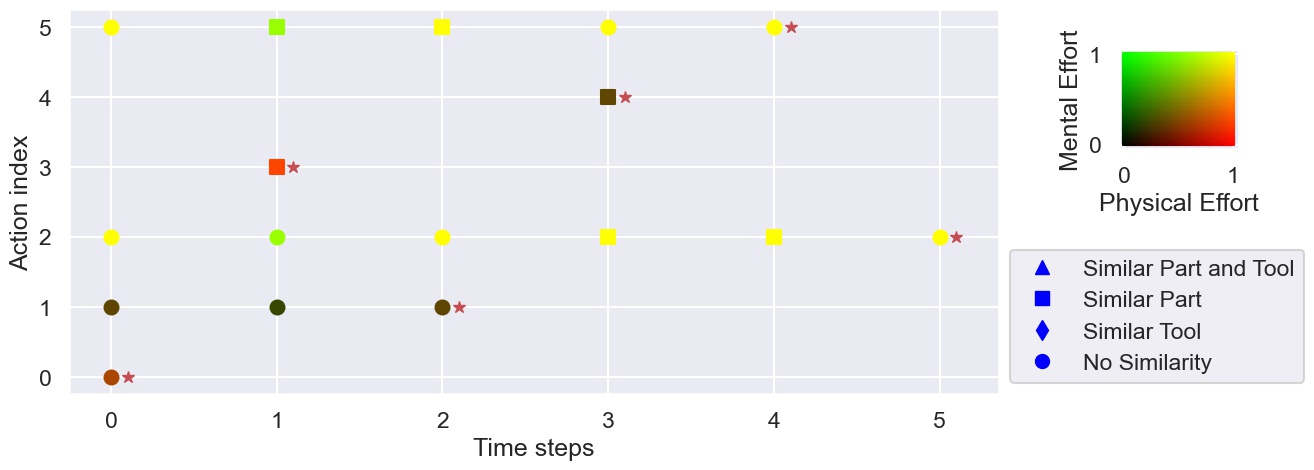 5
4
3
2
1
0
Action index
0 1 2 3 4 5
Time steps
Mental Effort
1
0
0 1
Physical Effort
Similar Part and Tool
Similar Part
Similar Tool
No Similarity